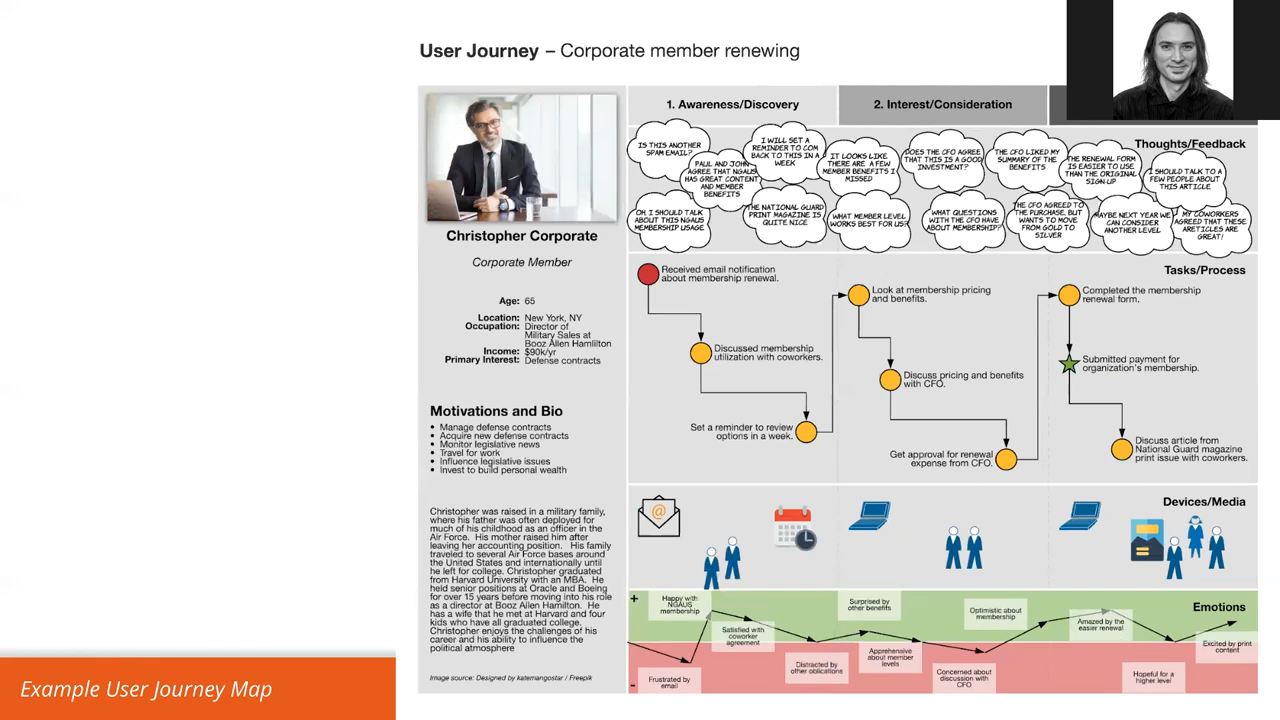 User Journey – Corporate member renewing
1. Awareness/Discovery
2. Interest/Consideration
Thoughts/Feedback
IS THIS ANOTHER
SPAM EMAIL?
PAUL AND JOHN
AGREE THAT NGAUS
HAS GREAT CONTENT
AND MEMBER
BENEFITS
I WILL SET A
REMINDER TO COM
BACK TO THIS IN A
WEEK
IT LOOKS LIKE
THERE ARE A FEW
MEMBER BENEFITS I
MISSED
DOES THE CFO AGREE
THAT THIS IS A GOOD
INVESTMENT?
THE CFO LIKED MY
SUMMARY OF THE
BENEFITS
THE RENEWAL FORM
IS EASIER TO USE
THAN THE ORIGINAL
SIGN-UP
I SHOULD TALK TO A
FEW PEOPLE ABOUT
THIS ARTICLE
OH I SHOULD TALK
ABOUT THIS NGAUS
MEMBERSHIP USAGE
THE NATIONAL GUARD
PRINT MAGAZINE IS
QUITE NICE
WHAT MEMBER LEVEL
WORKS BEST FOR US?
WHAT QUESTIONS
WITH THE CFO HAVE
ABOUT MEMBERSHIP?
THE CFO AGREED TO
THE PURCHASE, BUT
WANTS TO MOVE
FROM GOLD TO
SILVER
MAYBE NEXT YEAR WE
CAN CONSIDER
ANOTHER LEVEL
MY COWORKERS
AGREED THAT THESE
ARETICLES ARE
GREAT!
Christopher Corporate
Corporate Member
Age: 65
Location: New York, NY
Occupation: Director of
Military Sales at
Booz Allen Hamlilton
Income: $90k/yr
Primary Interest: Defense contracts
Motivations and Bio
• Manage defense contracts
• Acquire new defense contracts
• Monitor legislative news
• Travel for work
• Influence legislative issues
• Invest to build personal wealth
Christopher was raised in a military family,
where his father was often deployed for
much of his childhood as an officer in the
Air Force. His mother raised him after
leaving her accounting position. His family
traveled to several Air Force bases around
the United States and internationally until
he left for college. Christopher graduated
from Harvard University with an MBA. He
held senior positions at Oracle and Boeing
for over 15 years before moving into his role
as a director at Booz Allen Hamilton. He
has a wife that he met at Harvard and four
kids who have all graduated college.
Christopher enjoys the challenges of his
career and his ability to influence the
political atmosphere
Image source: Designed by katemangostar / Freepik
Tasks/Process
Received email notification
about membership renewal.
Discussed membership
utilization with coworkers.
Set a reminder to review
options in a week.
Look at membership pricing
and benefits.
Discuss pricing and benefits
with CFO.
Get approval for renewal
expense from CFO.
Completed the membership
renewal form.
Submitted payment for
organization's membership.
Discuss article from
National Guard magazine
print issue with coworkers.
Devices/Media
@
Emotions
+
-
Frustrated by
email
Happy with
NGAUS
membership
Satisfied with
coworker
agreement
Distracted by
other oblications
Surprised by
other benefits
Apprehensive
about member
levels
Concerned about
discussion with
CFO
Optimistic about
membership
Amazed by the
easier renewal
Hopeful for a
higher level
Excited by print
content
Example User Journey Map